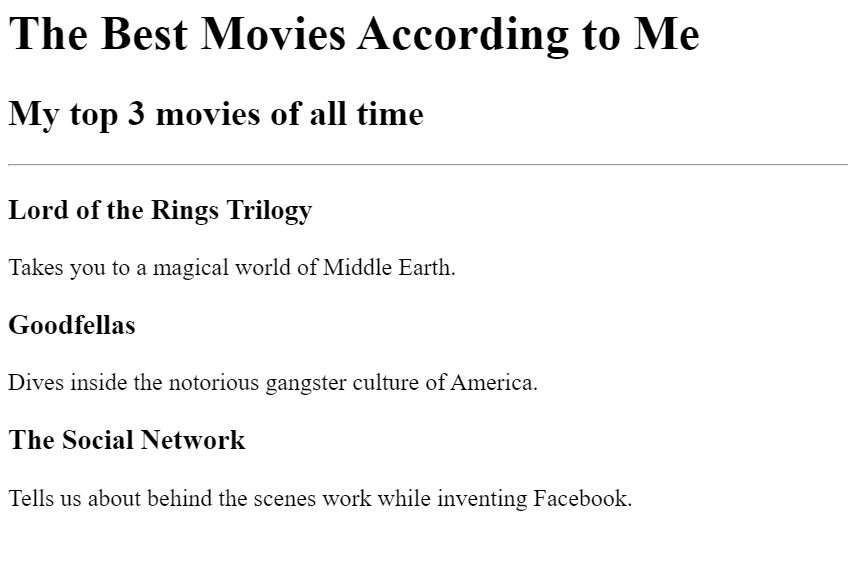 The Best Movies According to Me
My top 3 movies of all time
Lord of the Rings Trilogy
Takes you to a magical world of Middle Earth.
Goodfellas
Dives inside the notorious gangster culture of America.
The Social Network
Tells us about behind the scenes work while inventing Facebook.